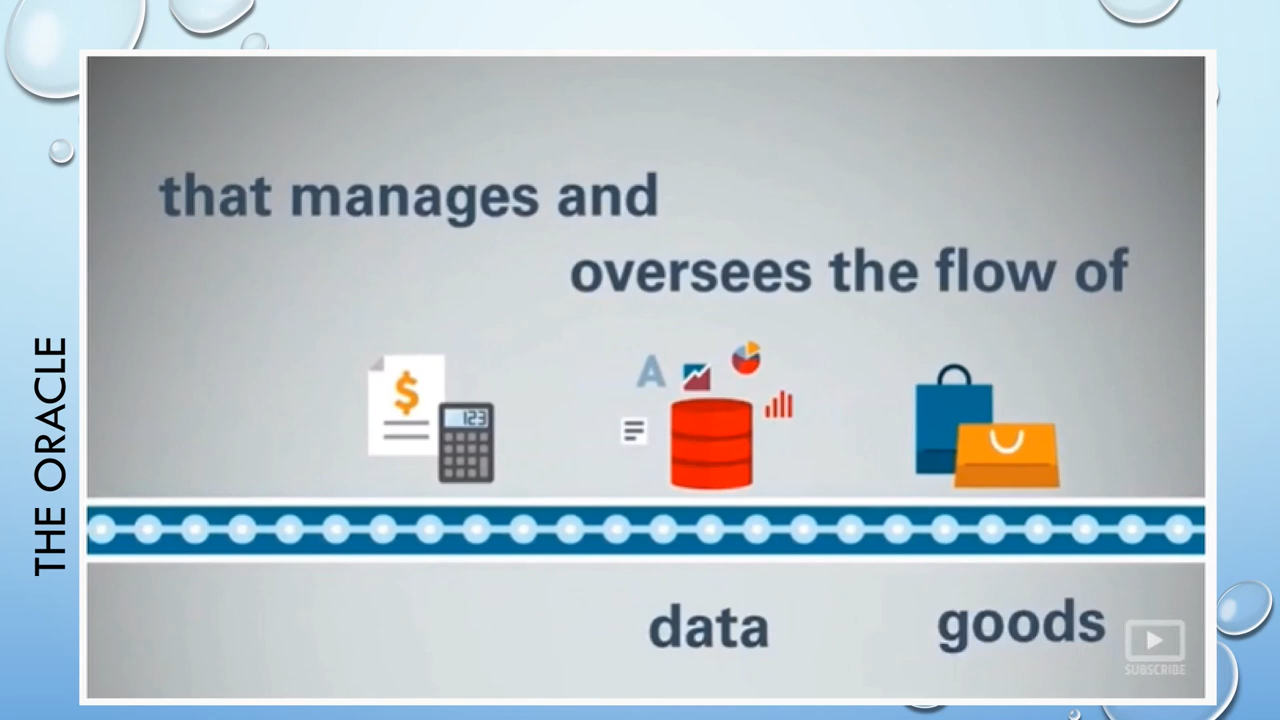 THE ORACLE
that manages and
oversees the flow of
A
$
123
data
goods
SUBSCRIBE